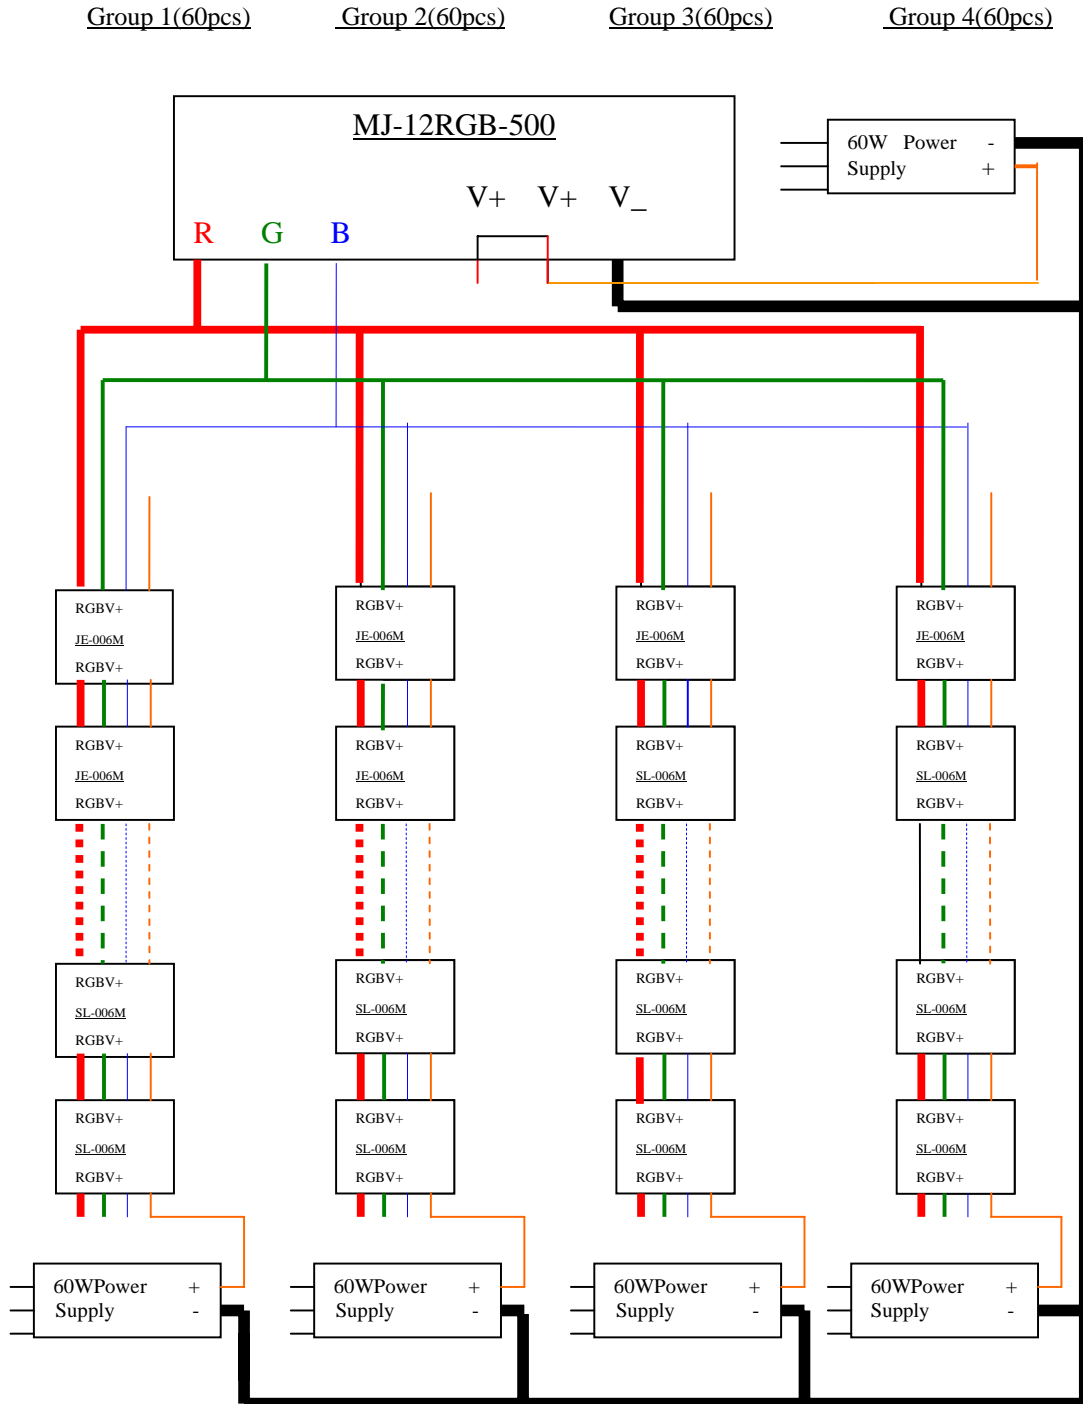 Group 1(60pcs)
Group 2(60pcs)
Group 3(60pcs)
Group 4(60pcs)
MJ-12RGB-500
60W Power -
Supply +
V+ V+ V_
R G B
RGBV+
JE-006M
RGBV+
RGBV+
JE-006M
RGBV+
RGBV+
JE-006M
RGBV+
RGBV+
JE-006M
RGBV+
RGBV+
JE-006M
RGBV+
RGBV+
JE-006M
RGBV+
RGBV+
SL-006M
RGBV+
RGBV+
SL-006M
RGBV+
RGBV+
SL-006M
RGBV+
RGBV+
SL-006M
RGBV+
RGBV+
SL-006M
RGBV+
RGBV+
SL-006M
RGBV+
RGBV+
SL-006M
RGBV+
RGBV+
SL-006M
RGBV+
RGBV+
SL-006M
RGBV+
RGBV+
SL-006M
RGBV+
60WPower +
Supply -
60WPower +
Supply -
60WPower +
Supply -
60WPower +
Supply -